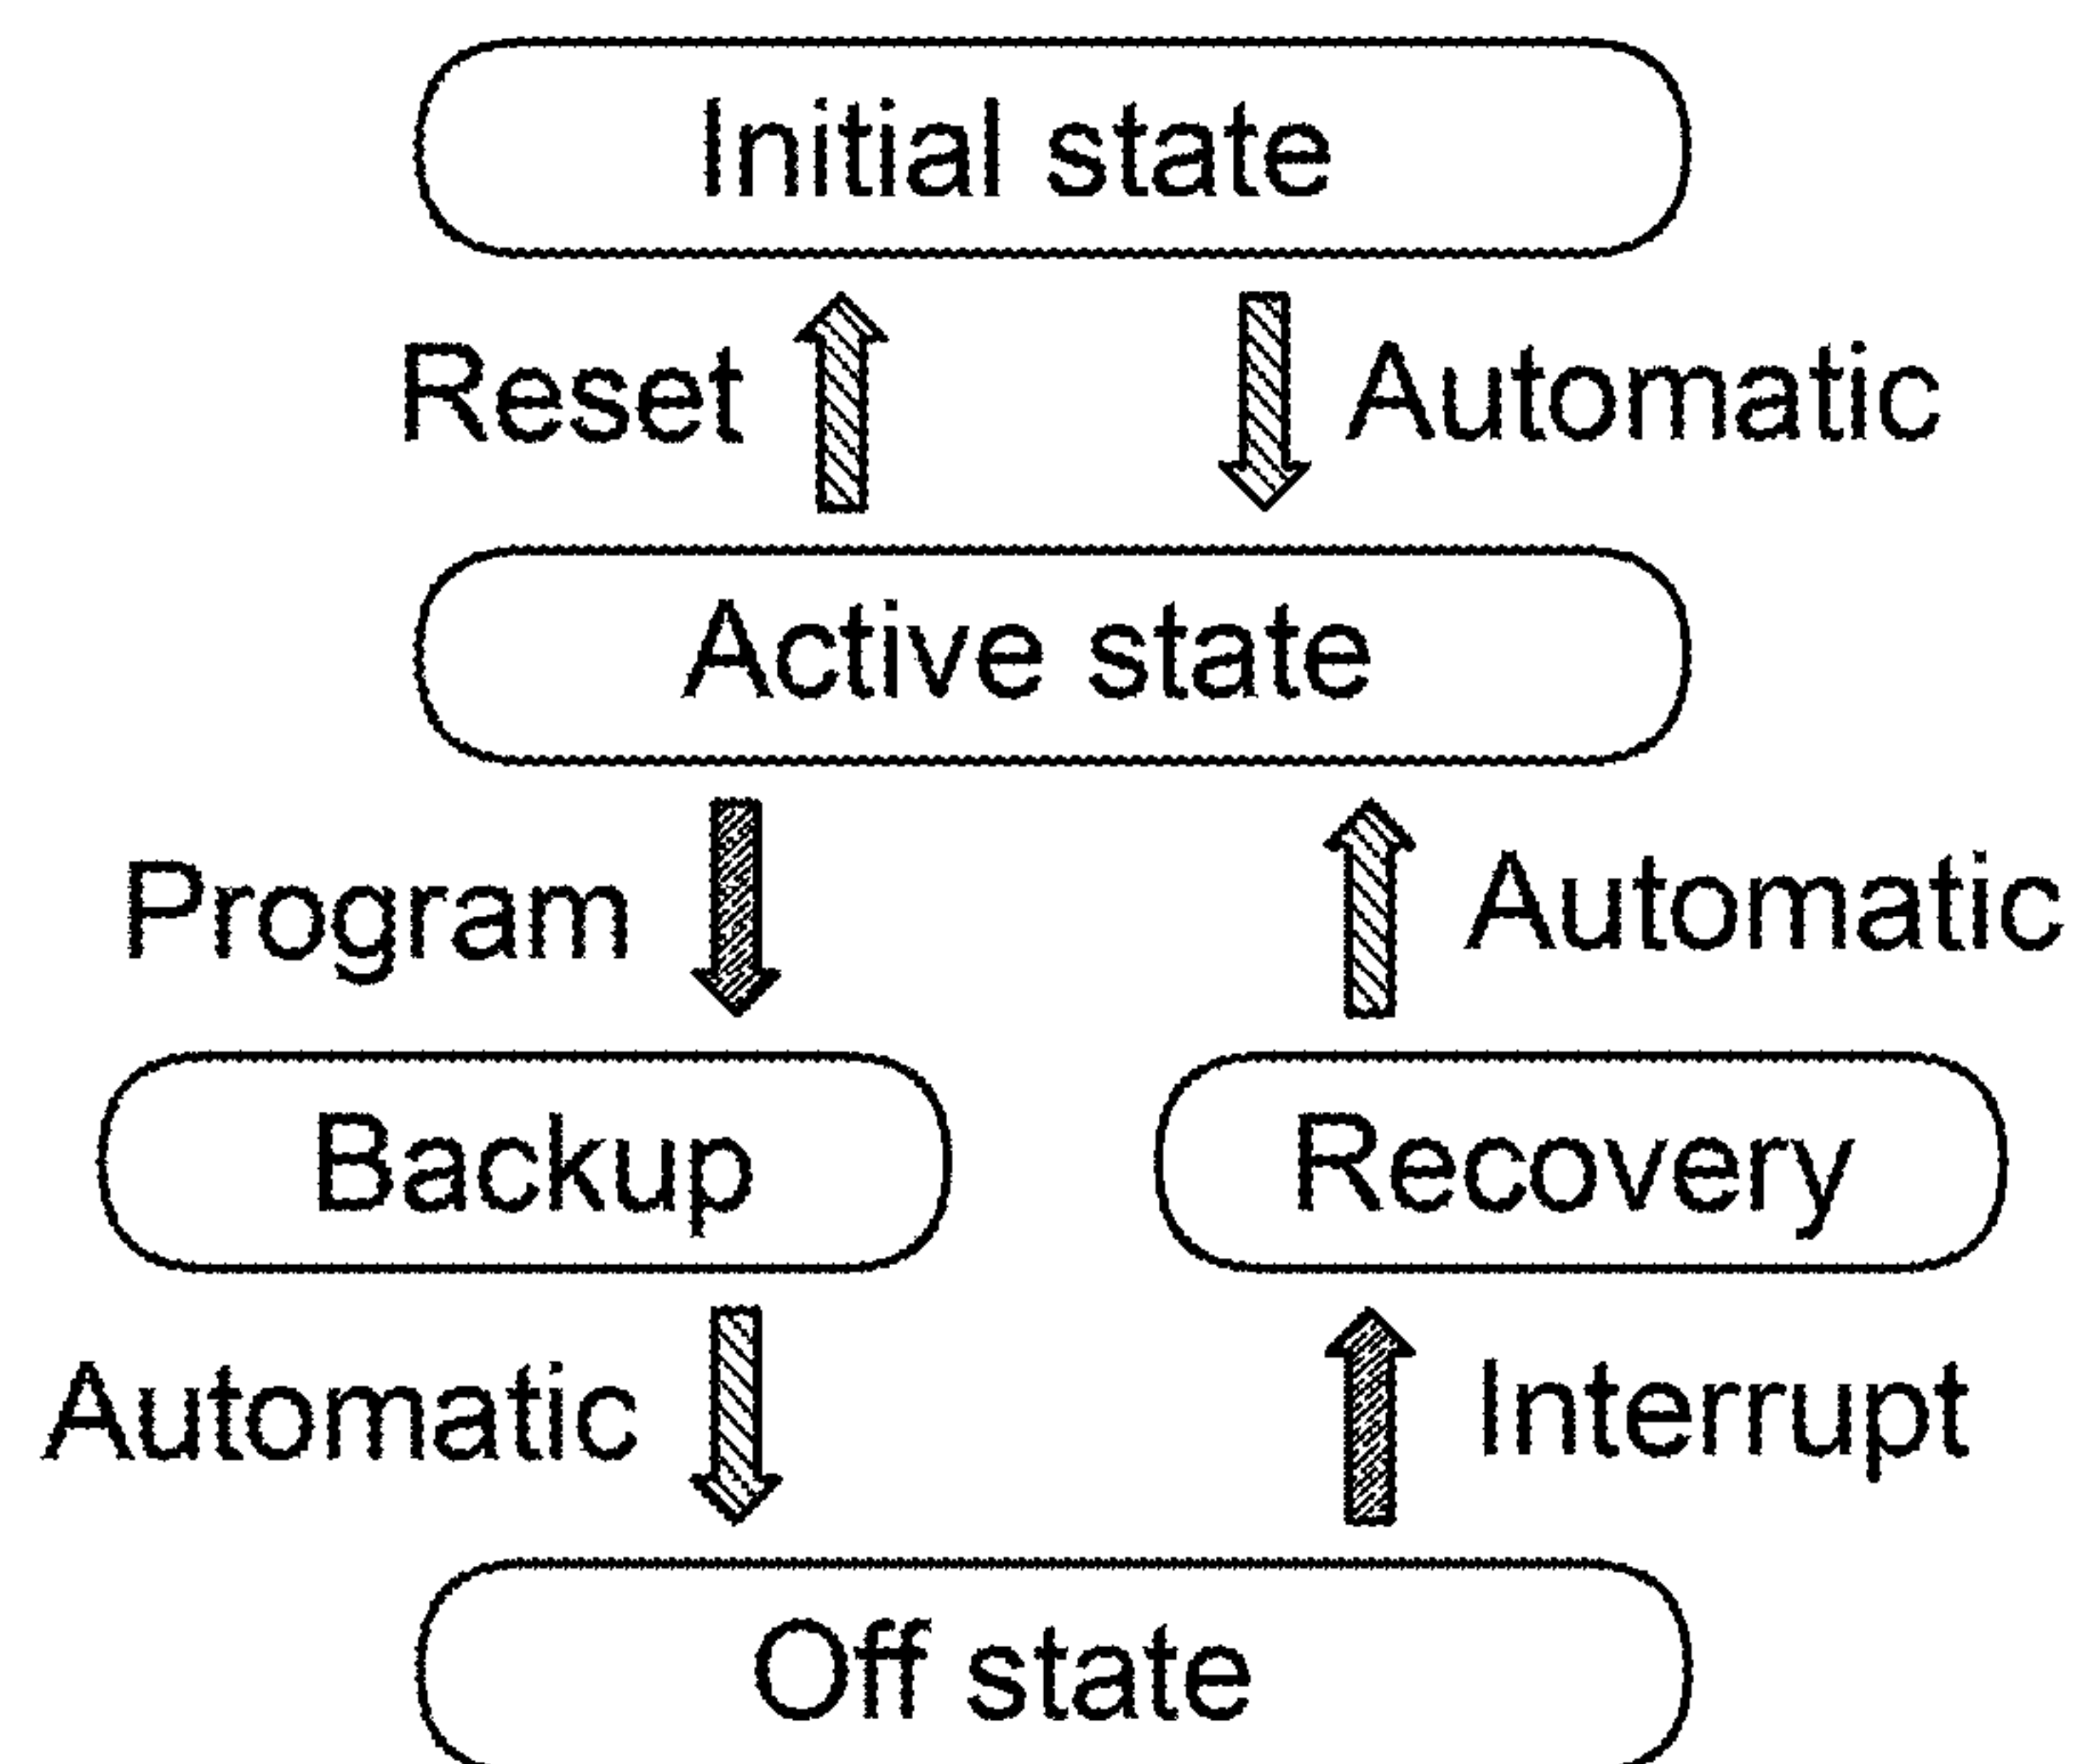 Initial state
Reset Automatic
Active state
Program Automatic
Backup Recovery
Automatic Interrupt
Off state